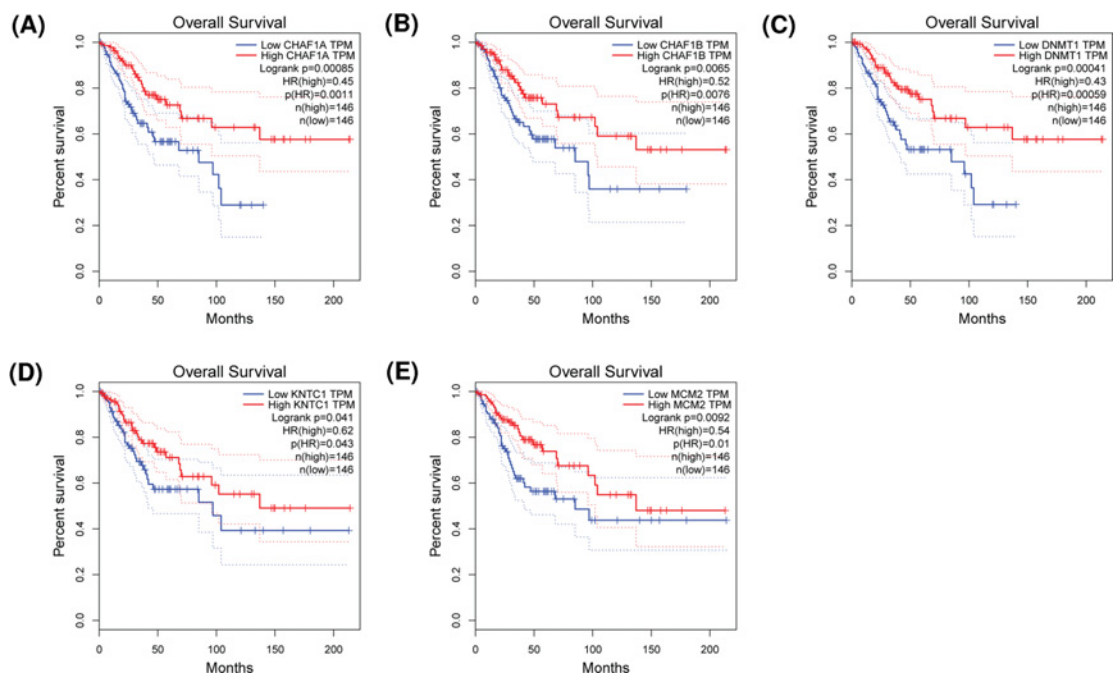 (A)
Overall Survival
Low CHAF1A TPM
High CHAF1A TPM
Logrank p=0.00085
HR(high)=0.45
p(HR)=0.0011
n(high)=146
n(low)=146
Percent survival
1.0
0.8
0.6
0.4
0.2
0.0
0 50 100 150 200
Months
(B)
Overall Survival
Low CHAF1B TPM
High CHAF1B TPM
Logrank p=0.0065
HR(high)=0.52
p(HR)=0.0076
n(high)=146
n(low)=146
Percent survival
1.0
0.8
0.6
0.4
0.2
0.0
0 50 100 150 200
Months
(C)
Overall Survival
Low DNMT1 TPM
High DNMT1 TPM
Logrank p=0.00041
HR(high)=0.43
p(HR)=0.00059
n(high)=146
n(low)=146
Percent survival
1.0
0.8
0.6
0.4
0.2
0.0
0 50 100 150 200
Months
(D)
Overall Survival
Low KNTC1 TPM
High KNTC1 TPM
Logrank p=0.041
HR(high)=0.62
p(HR)=0.043
n(high)=146
n(low)=146
Percent survival
1.0
0.8
0.6
0.4
0.2
0.0
0 50 100 150 200
Months
(E)
Overall Survival
Low MCM2 TPM
High MCM2 TPM
Logrank p=0.0092
HR(high)=0.54
p(HR)=0.01
n(high)=146
n(low)=146
Percent survival
1.0
0.8
0.6
0.4
0.2
0.0
0 50 100 150 200
Months